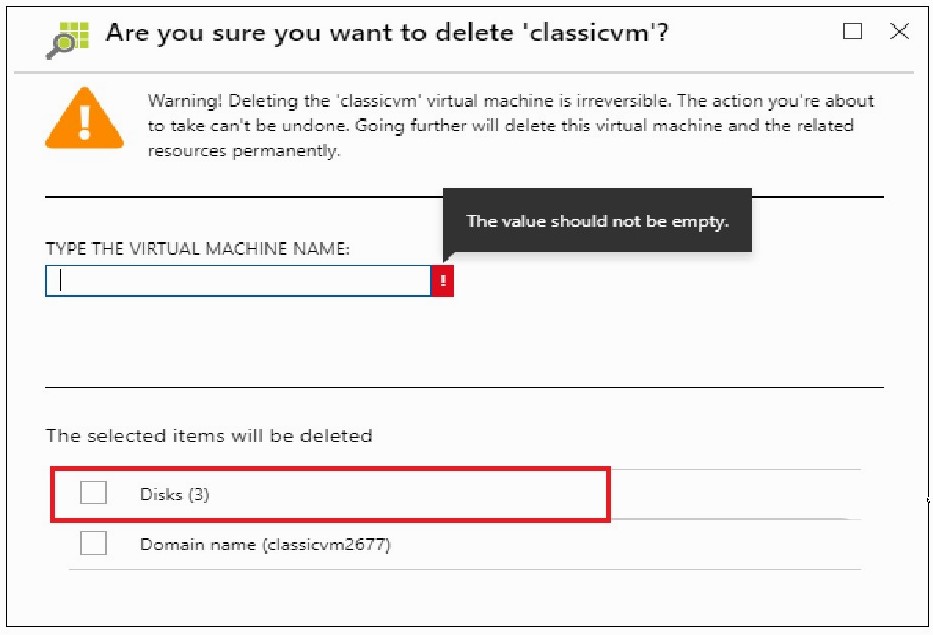 Are you sure you want to delete 'classicvm'?
Warning! Deleting the 'classicvm' virtual machine is irreversible. The action you're about
to take can't be undone. Going further will delete this virtual machine and the related
resources permanently.
The value should not be empty.
TYPE THE VIRTUAL MACHINE NAME:
The selected items will be deleted
Disks (3)
Domain name (classicvm2677)